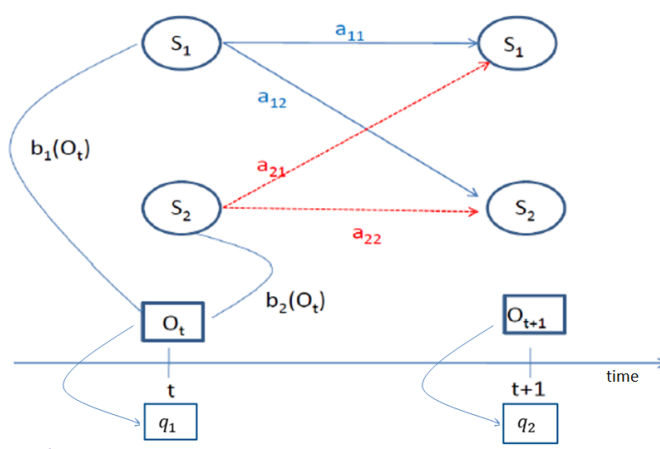 S₁
a₁₁
S₁
a₁₂
b₁(Oₜ)
a₂₁
S₂
S₂
a₂₂
b₂(Oₜ)
Oₜ
Oₜ₊₁
time
t
t+1
q₁
q₂